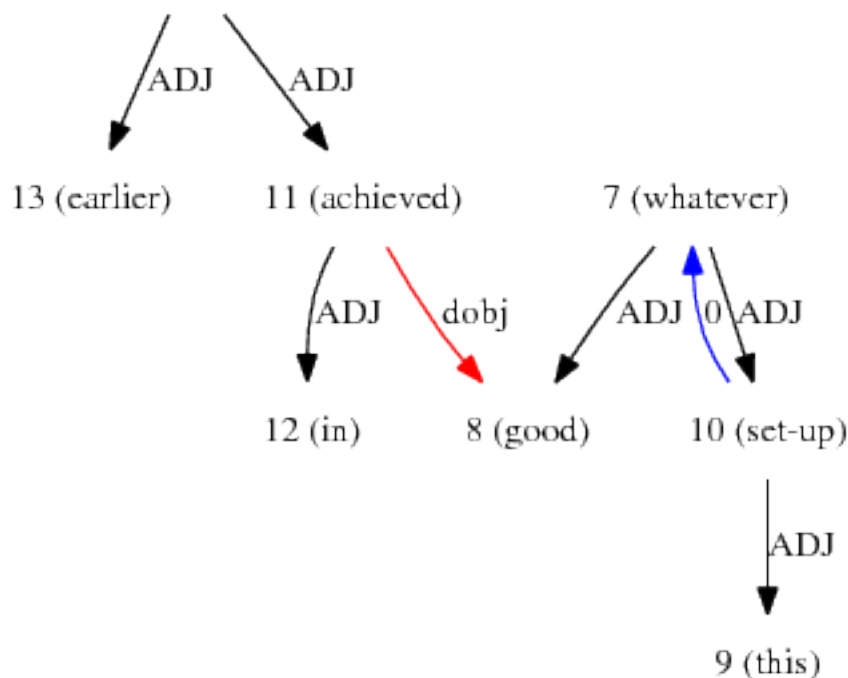 ADJ ADJ
13 (earlier) 11 (achieved) 7 (whatever)
ADJ dobj ADJ 0 ADJ
12 (in) 8 (good) 10 (set-up)
ADJ
9 (this)